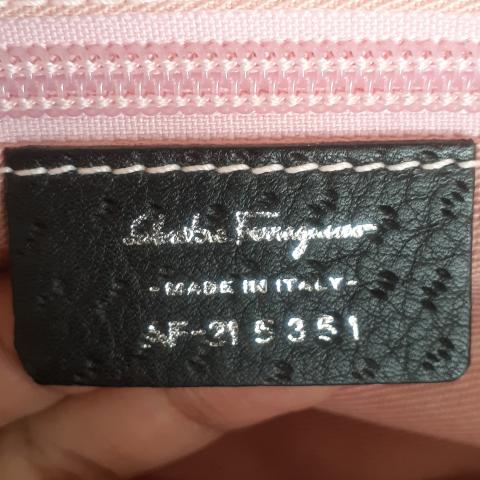 Salvatore Ferragamo
-MADE IN ITALY-
AF-21 5351